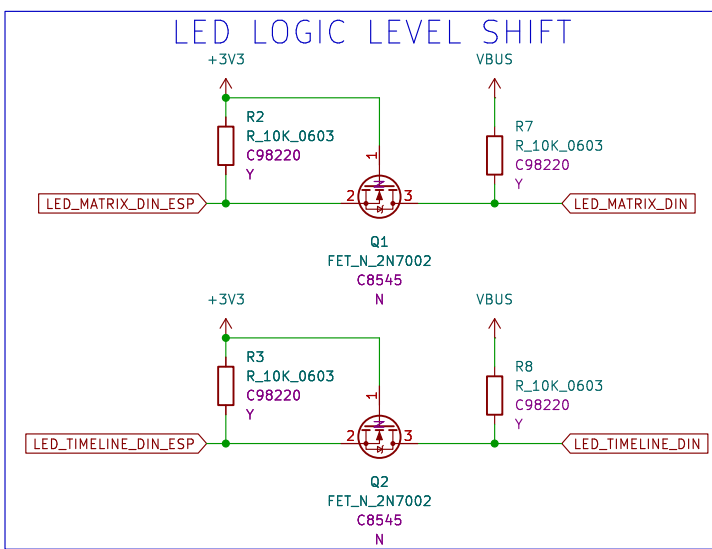 LED LOGIC LEVEL SHIFT
+3V3
VBUS
R2
R_10K_0603
C98220
Y
R7
R_10K_0603
C98220
Y
1
LED_MATRIX_DIN_ESP
2
3
LED_MATRIX_DIN
Q1
FET_N_2N7002
C8545
N
+3V3
VBUS
R3
R_10K_0603
C98220
Y
R8
R_10K_0603
C98220
Y
1
LED_TIMELINE_DIN_ESP
2
3
LED_TIMELINE_DIN
Q2
FET_N_2N7002
C8545
N